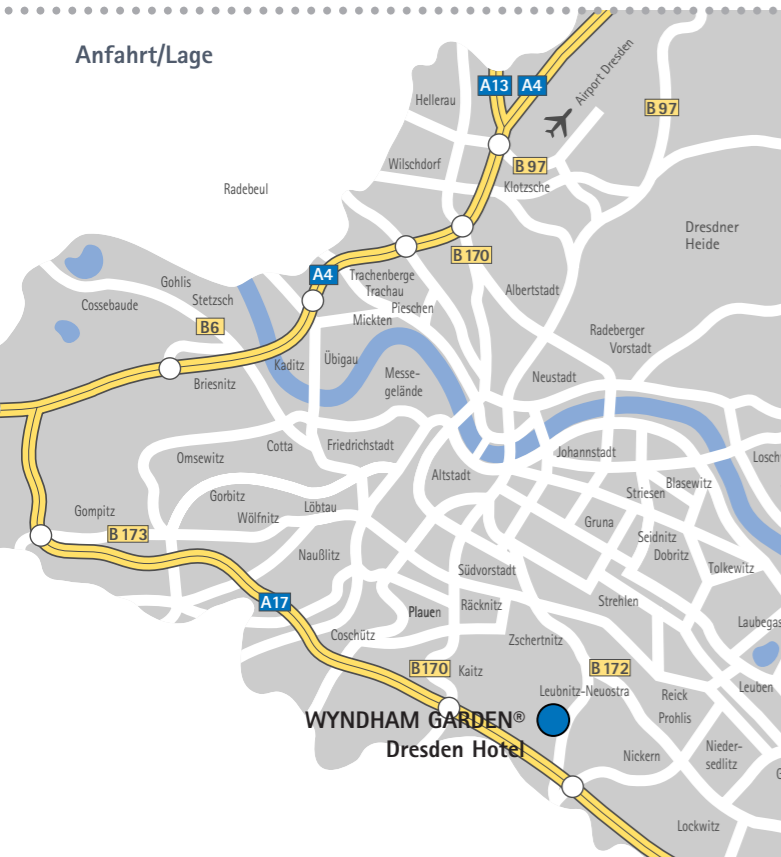 Anfahrt/Lage
Airport Dresden
A13
A4
Hellerau
B 97
Wilschdorf
B 97
Klotzsche
Radebeul
Dresdner
Heide
B 170
A4
Trachenberge
Trachau
Pieschen
Mickten
Gohlis
Stetzsch
Cossebaude
B6
Albertstadt
Radeberger
Vorstadt
Kaditz
Übigau
Messe-
gelände
Neustadt
Briesnitz
Cotta
Friedrichstadt
Omsewitz
Johannstadt
Losch
Altstadt
Gorbitz
Wölfnitz
Löbtau
Striesen
Blasewitz
Gompitz
B 173
Gruna
Seidnitz
Dobritz
Naußlitz
Südvorstadt
Tolkewitz
A17
Plauen
Räcknitz
Strehlen
Coschütz
Zschertnitz
Laubegas
B170
Kaitz
B 172
Leubnitz-Neuostra
Reick
Leuben
WYNDHAM GARDEN®
Dresden Hotel
Prohlis
Nickern
Nieder-
sedlitz
G
Lockwitz